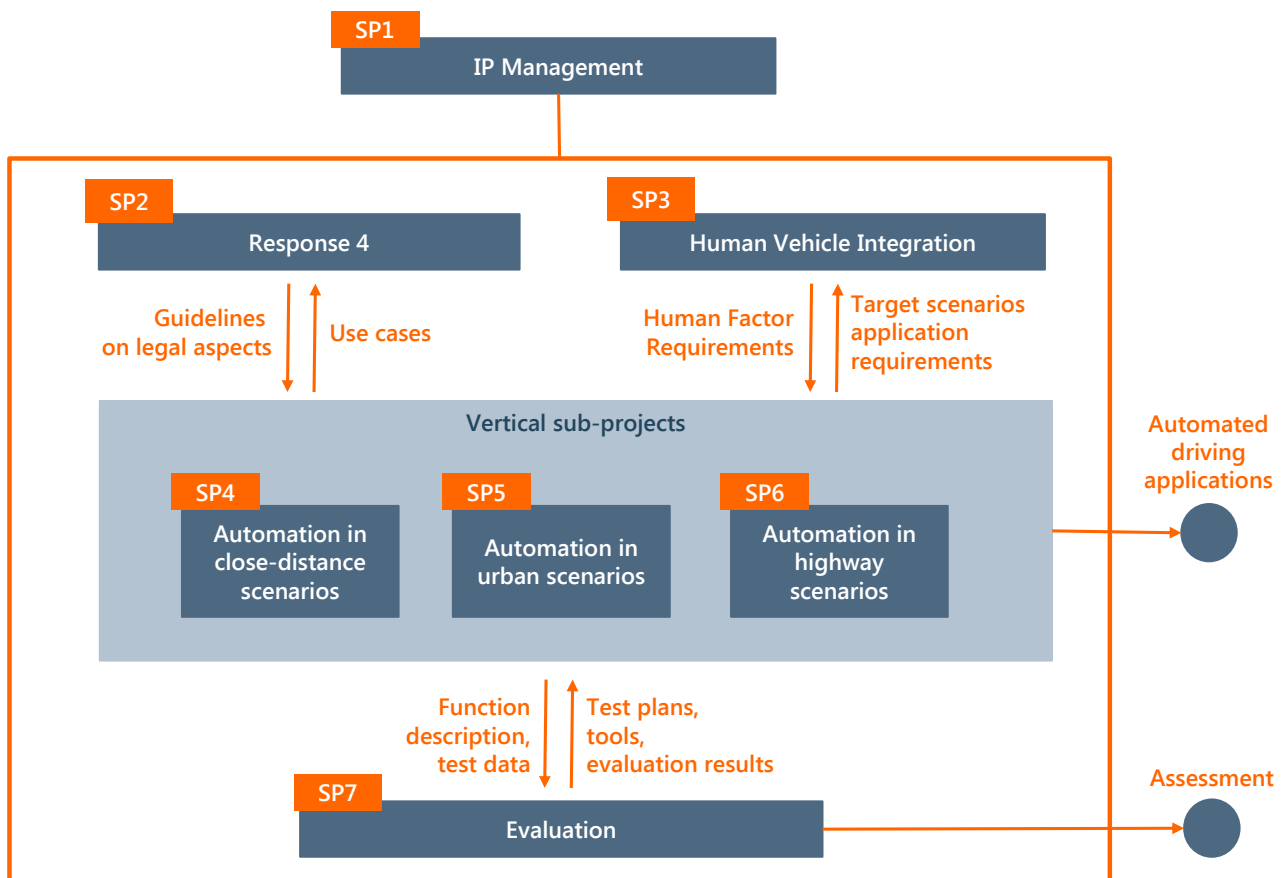 SP1
IP Management
SP2
Response 4
SP3
Human Vehicle Integration
Guidelines
on legal aspects
Use cases
Human Factor
Requirements
Target scenarios
application
requirements
Vertical sub-projects
SP4
Automation in
close-distance
scenarios
SP5
Automation in
urban scenarios
SP6
Automation in
highway
scenarios
Automated
driving
applications
Function
description,
test data
Test plans,
tools,
evaluation results
SP7
Evaluation
Assessment